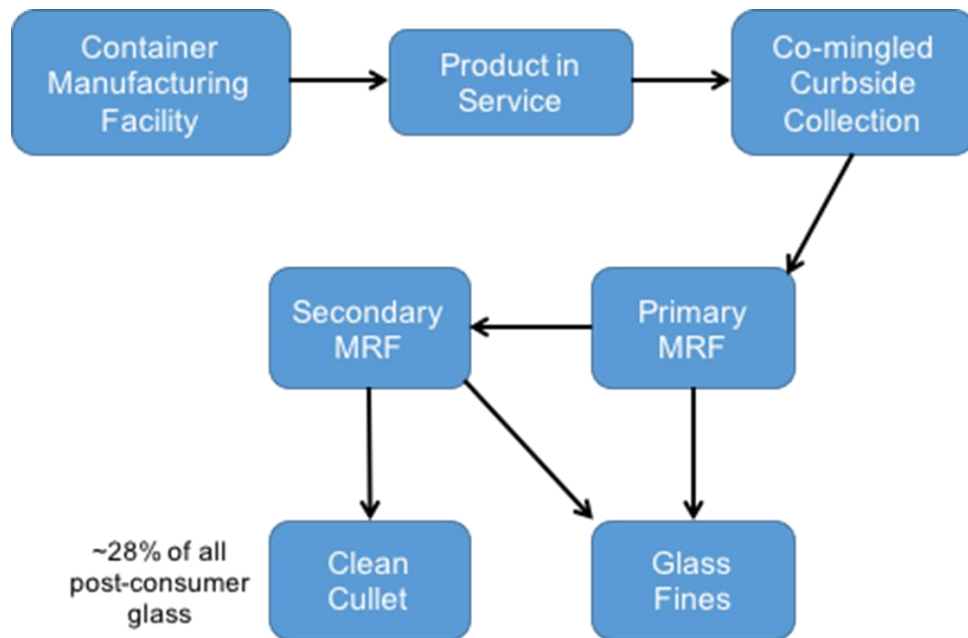 Container
Manufacturing
Facility
Product in
Service
Co-mingled
Curbside
Collection
Secondary
MRF
Primary
MRF
~28% of all
post-consumer
glass
Clean
Cullet
Glass
Fines